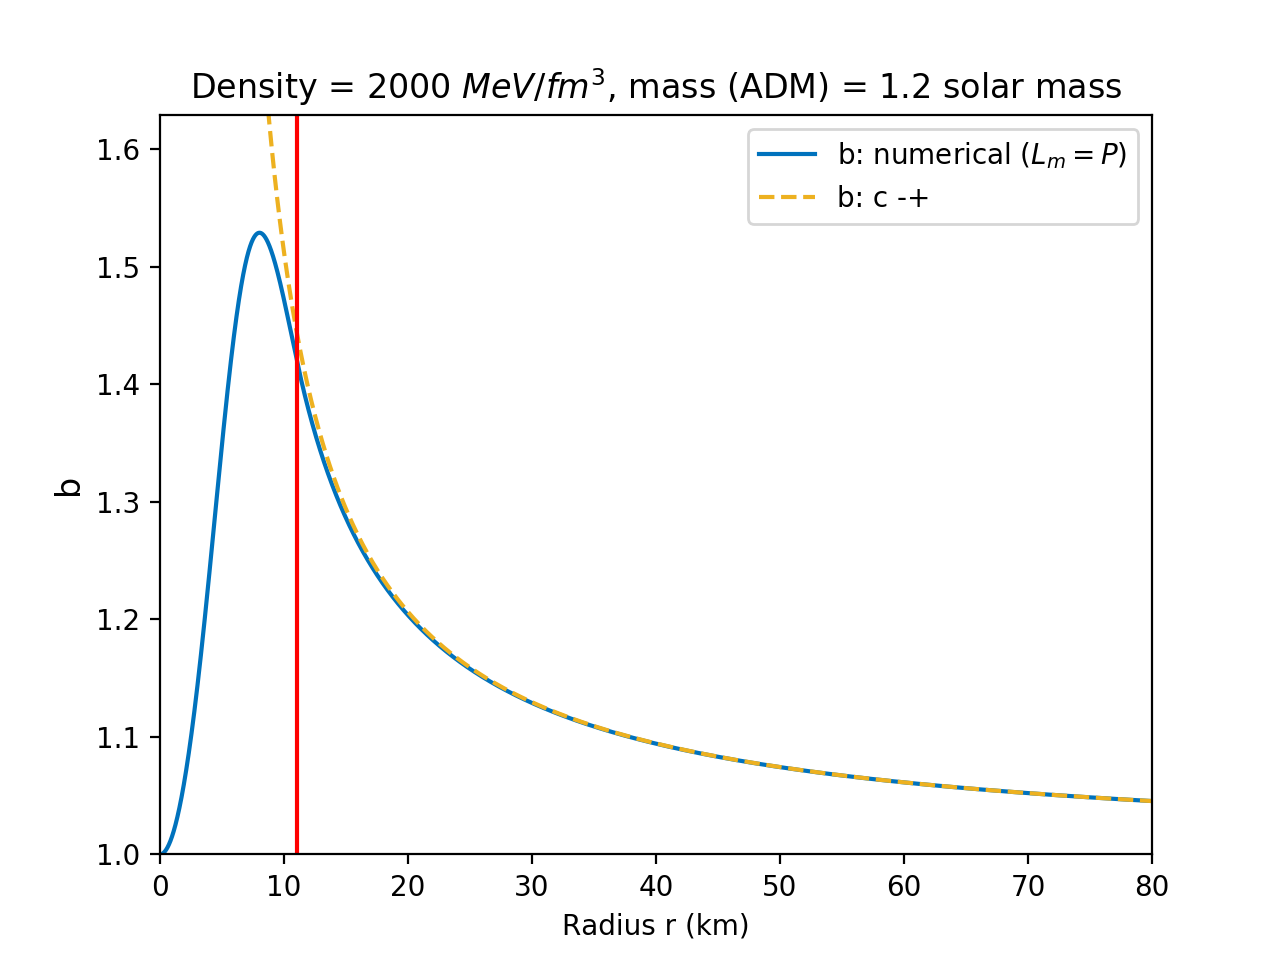 Density = 2000 MeV/fm³, mass (ADM) = 1.2 solar mass
b: numerical (Lₘ = P)
b: c -+
1.6
1.5
1.4
1.3
1.2
1.1
1.0
b
0 10 20 30 40 50 60 70 80
Radius r (km)